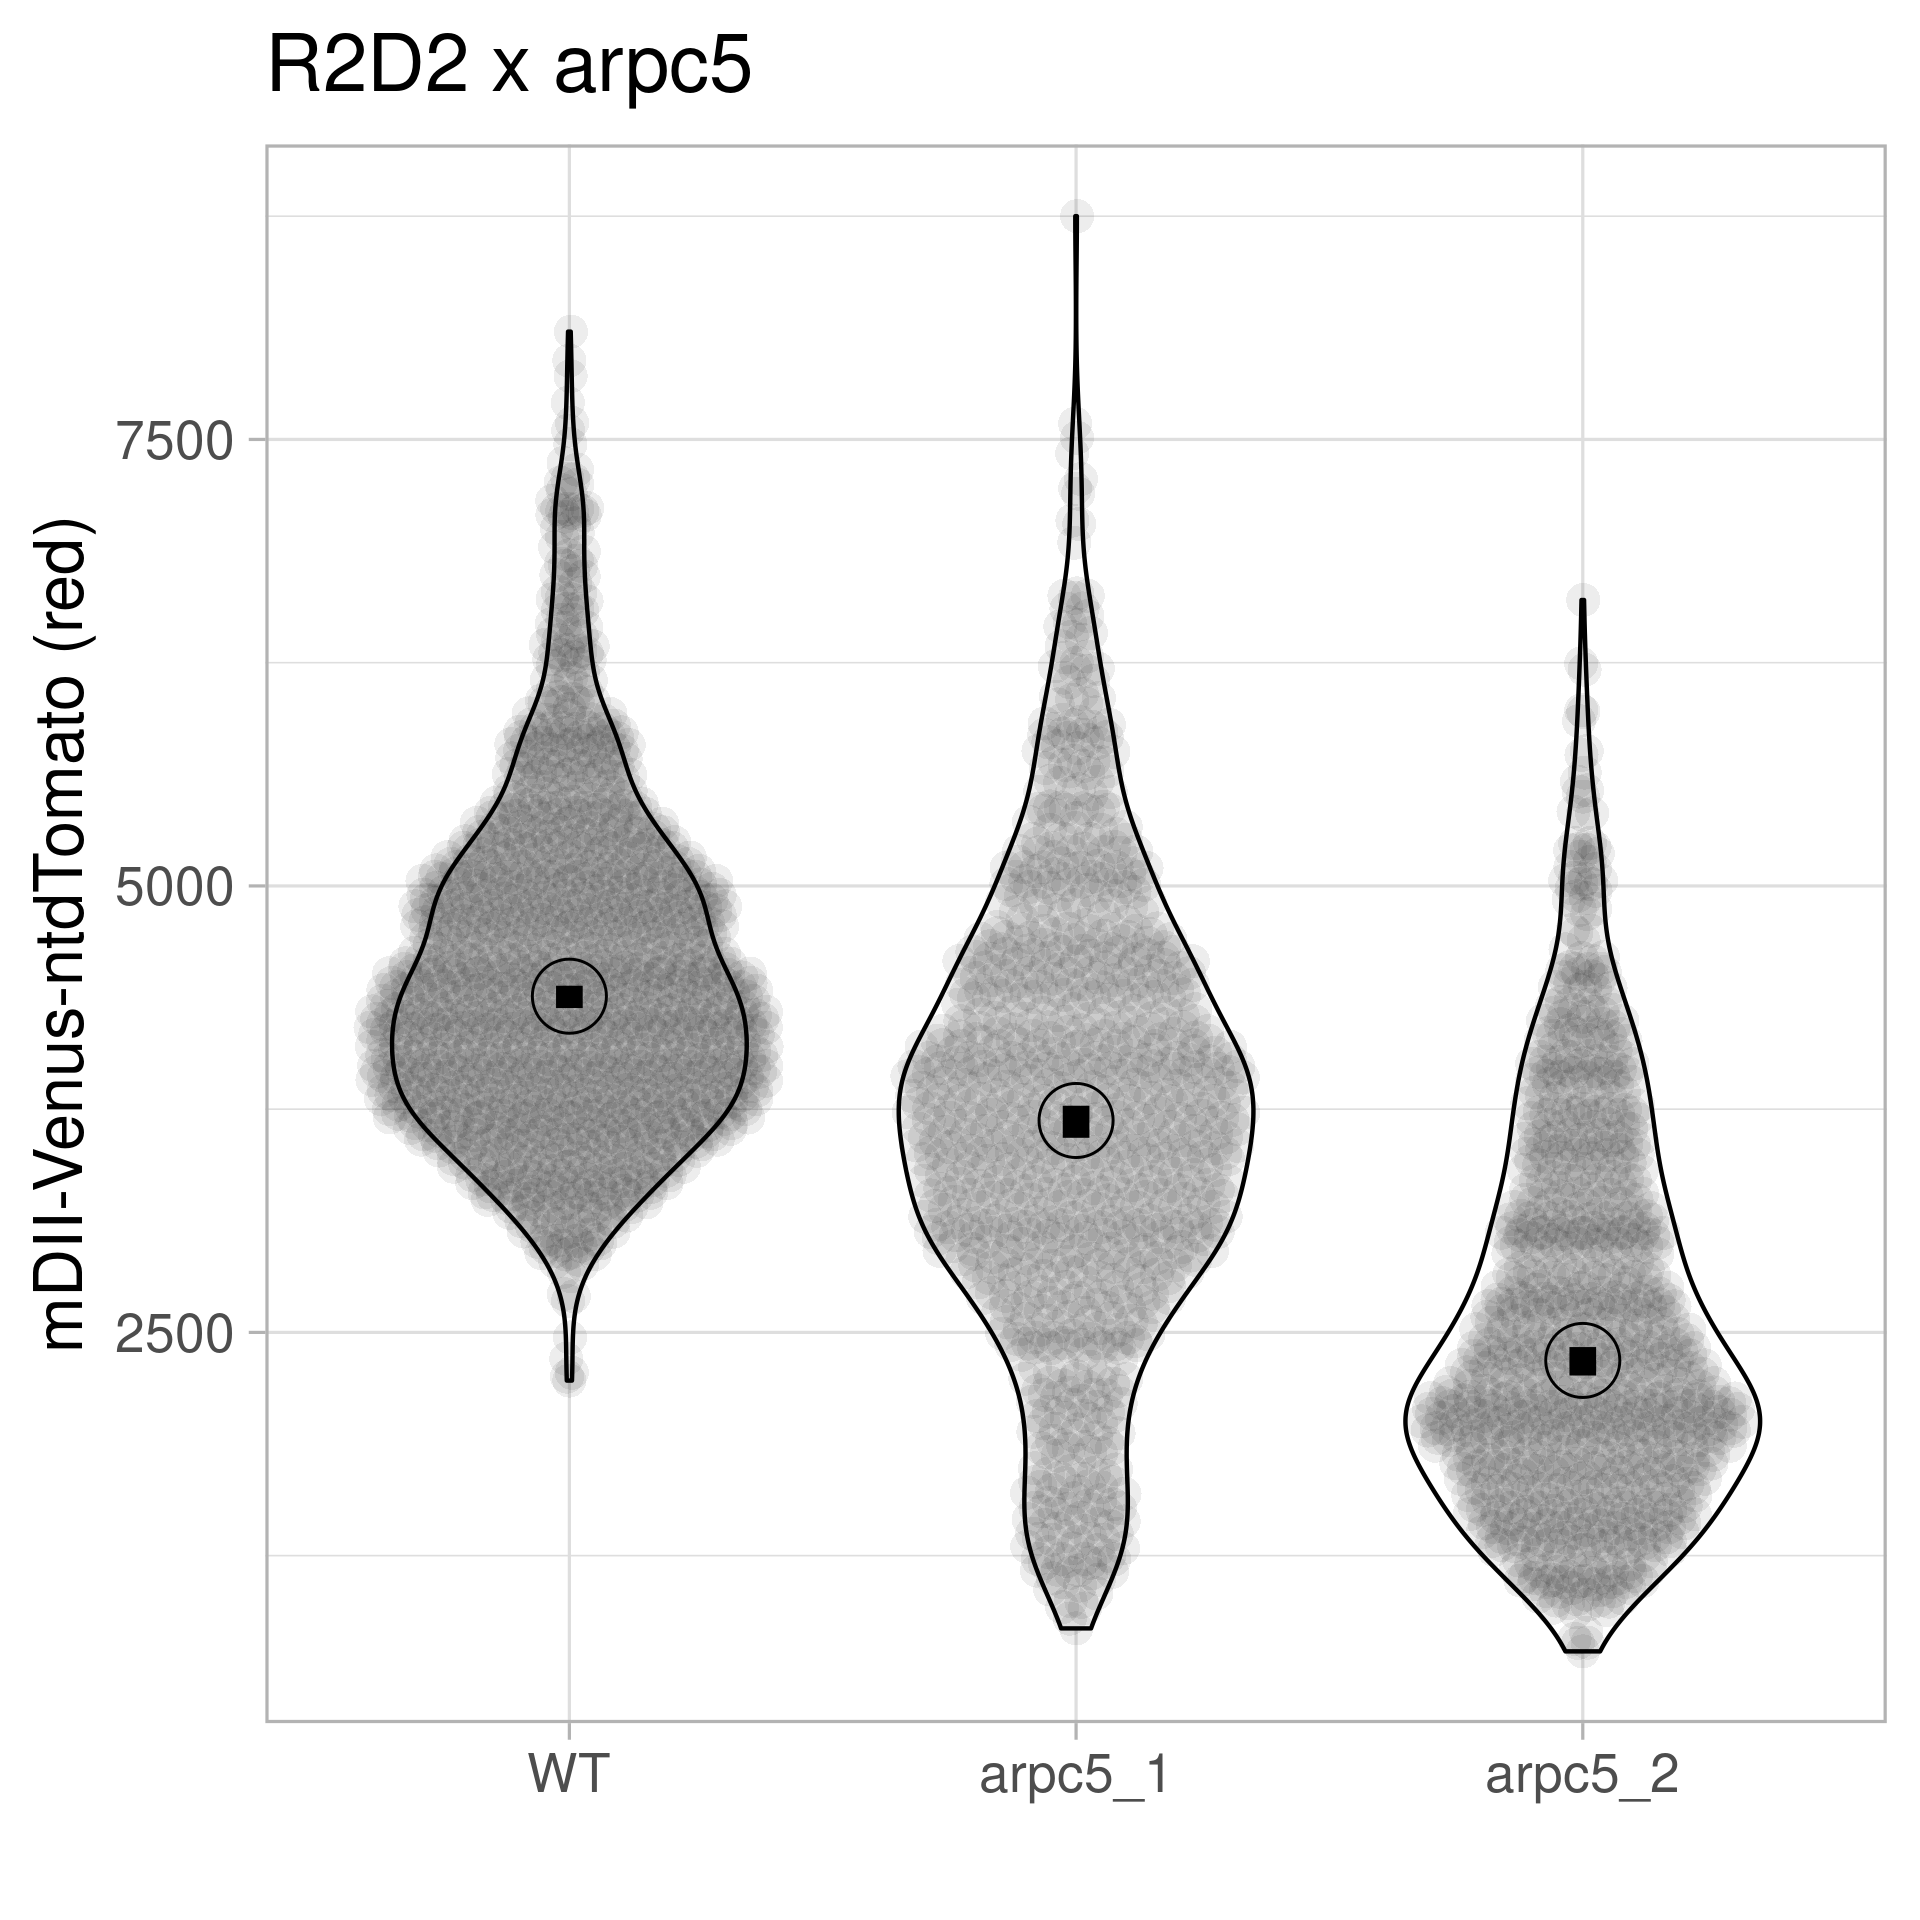 R2D2 x arpc5
mDII-Venus-ntdTomato (red)
7500
5000
2500
WT
arpc5_1
arpc5_2